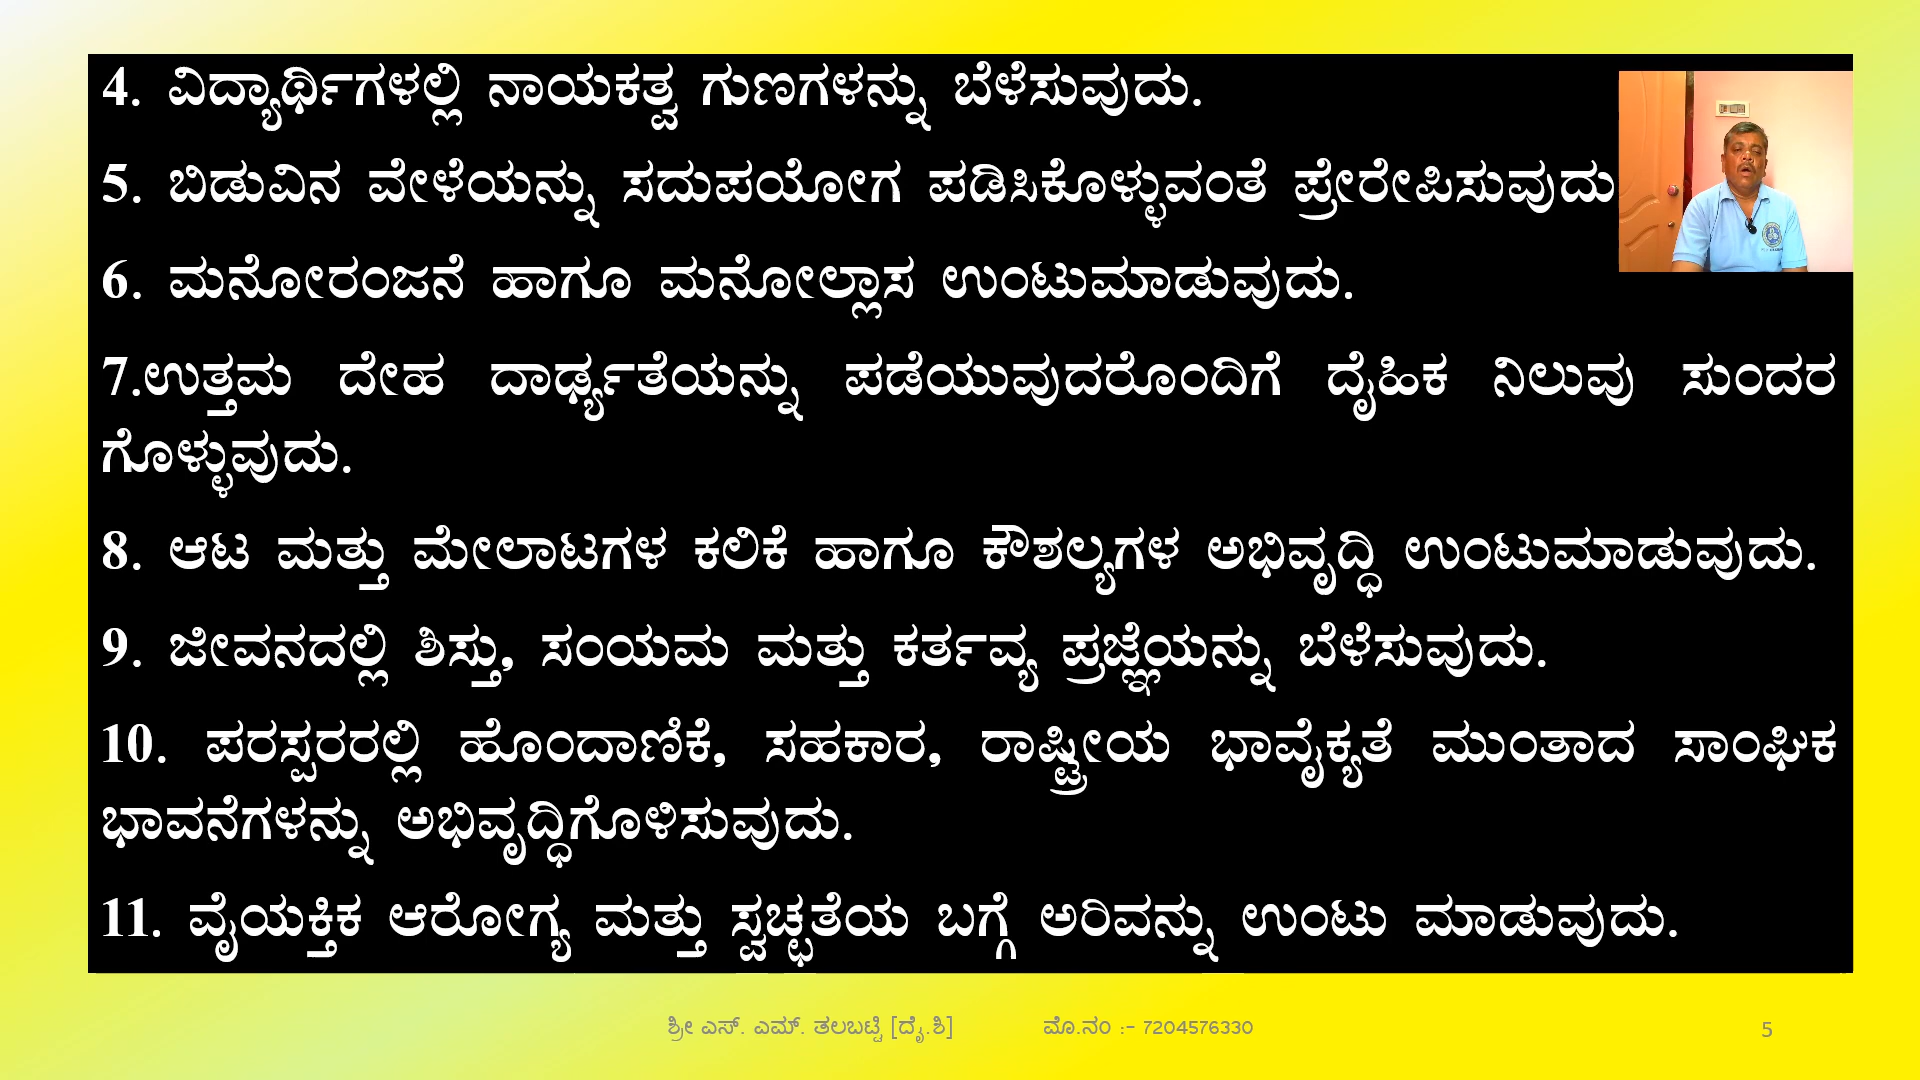 4. ವಿದ್ಯಾರ್ಥಿಗಳಲ್ಲಿ ನಾಯಕತ್ವ ಗುಣಗಳನ್ನು ಬೆಳೆಸುವುದು.
5. ಬಿಡುವಿನ ವೇಳೆಯನ್ನು ಸದುಪಯೋಗ ಪಡಿಸಿಕೊಳ್ಳುವಂತೆ ಪ್ರೇರೇಪಿಸುವುದು
6. ಮನೋರಂಜನೆ ಹಾಗೂ ಮನೋಲ್ಲಾಸ ಉಂಟುಮಾಡುವುದು.
7.ಉತ್ತಮ ದೇಹ ದಾರ್ಢ್ಯತೆಯನ್ನು ಪಡೆಯುವುದರೊಂದಿಗೆ ದೈಹಿಕ ನಿಲುವು ಸುಂದರ
ಗೊಳ್ಳುವುದು.
8. ಆಟ ಮತ್ತು ಮೇಲಾಟಗಳ ಕಲಿಕೆ ಹಾಗೂ ಕೌಶಲ್ಯಗಳ ಅಭಿವೃದ್ಧಿ ಉಂಟುಮಾಡುವುದು.
9. ಜೀವನದಲ್ಲಿ ಶಿಸ್ತು, ಸಂಯಮ ಮತ್ತು ಕರ್ತವ್ಯ ಪ್ರಜ್ಞೆಯನ್ನು ಬೆಳೆಸುವುದು.
10. ಪರಸ್ಪರರಲ್ಲಿ ಹೊಂದಾಣಿಕೆ, ಸಹಕಾರ, ರಾಷ್ಟ್ರೀಯ ಭಾವೈಕ್ಯತೆ ಮುಂತಾದ ಸಾಂಘಿಕ
ಭಾವನೆಗಳನ್ನು ಅಭಿವೃದ್ಧಿಗೊಳಿಸುವುದು.
11. ವೈಯಕ್ತಿಕ ಆರೋಗ್ಯ ಮತ್ತು ಸ್ವಚ್ಛತೆಯ ಬಗ್ಗೆ ಅರಿವನ್ನು ಉಂಟು ಮಾಡುವುದು.
ಶ್ರೀ ಎಸ್. ಎಮ್. ತಲಬಟ್ಟಿ [ದೈ.ಶಿ] ಮೊ.ನಂ :- 7204576330 5